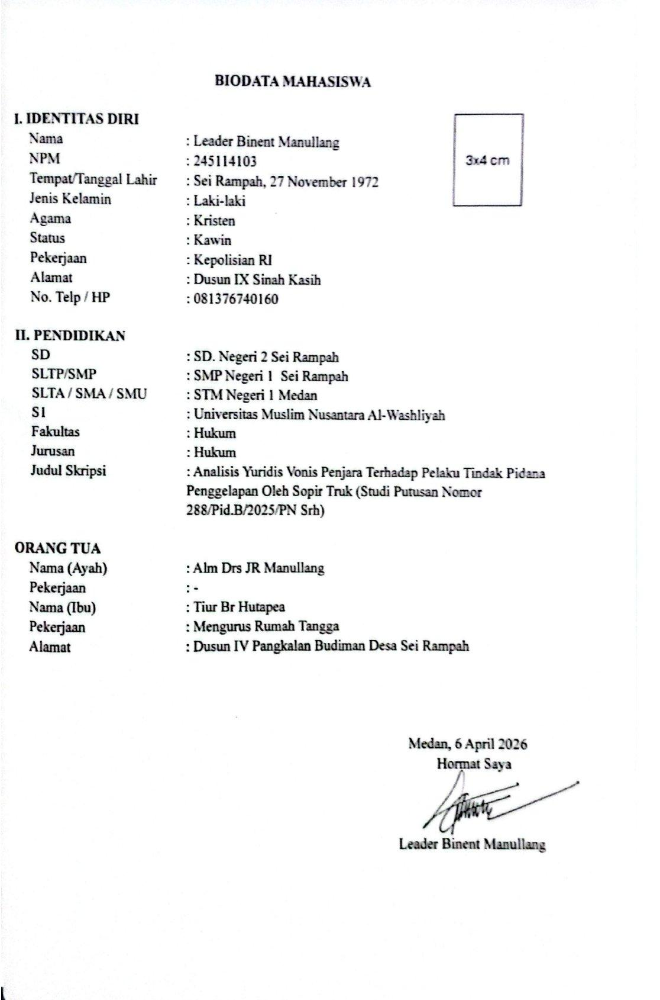 BIODATA MAHASISWA
I. IDENTITAS DIRI
Nama : Leader Binent Manullang
NPM : 245114103
Tempat/Tanggal Lahir : Sei Rampah, 27 November 1972
Jenis Kelamin : Laki-laki
Agama : Kristen
Status : Kawin
Pekerjaan : Kepolisian RI
Alamat : Dusun IX Sinah Kasih
No. Telp / HP : 081376740160
3x4 cm
II. PENDIDIKAN
SD : SD. Negeri 2 Sei Rampah
SLTP/SMP : SMP Negeri 1 Sei Rampah
SLTA / SMA / SMU : STM Negeri 1 Medan
S1 : Universitas Muslim Nusantara Al-Washliyah
Fakultas : Hukum
Jurusan : Hukum
Judul Skripsi : Analisis Yuridis Vonis Penjara Terhadap Pelaku Tindak Pidana
Penggelapan Oleh Sopir Truk (Studi Putusan Nomor
288/Pid.B/2025/PN Srh)
ORANG TUA
Nama (Ayah) : Alm Drs JR Manullang
Pekerjaan : -
Nama (Ibu) : Tiur Br Hutapea
Pekerjaan : Mengurus Rumah Tangga
Alamat : Dusun IV Pangkalan Budiman Desa Sei Rampah
Medan, 6 April 2026
Hormat Saya
Leader Binent Manullang